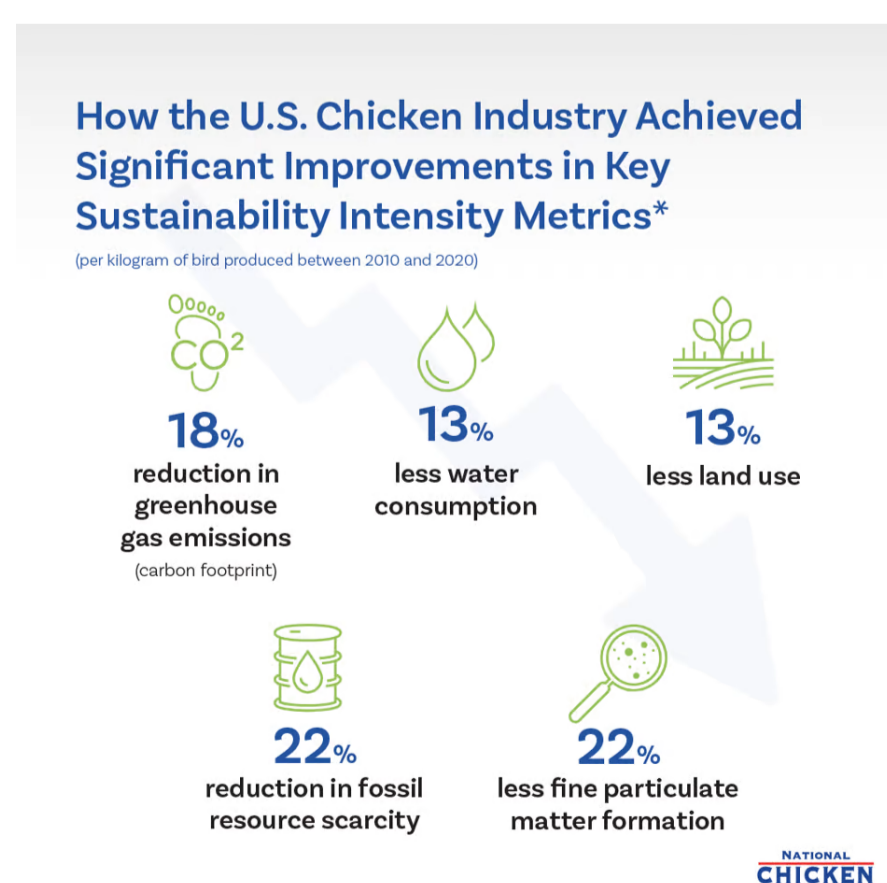 How the U.S. Chicken Industry Achieved
Significant Improvements in Key
Sustainability Intensity Metrics*
(per kilogram of bird produced between 2010 and 2020)
CO2
18%
reduction in
greenhouse
gas emissions
(carbon footprint)
13%
less water
consumption
13%
less land use
22%
reduction in fossil
resource scarcity
22%
less fine particulate
matter formation
NATIONAL
CHICKEN